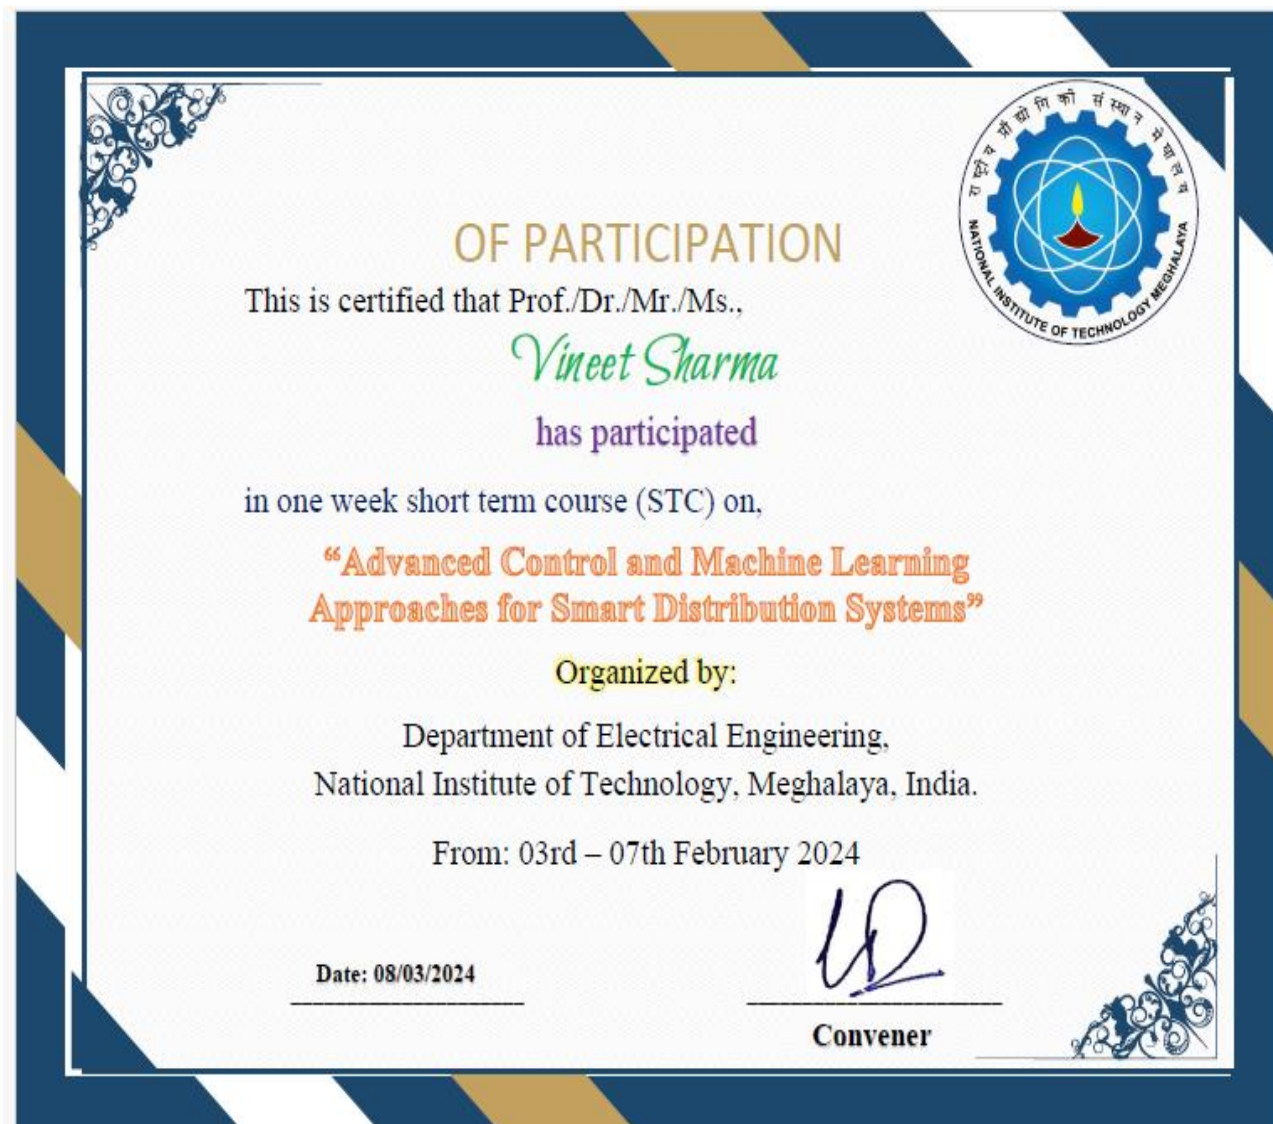 राष्ट्रीय प्रौद्योगिकी संस्थान मेघालय
NATIONAL INSTITUTE OF TECHNOLOGY MEGHALAYA
OF PARTICIPATION
This is certified that Prof./Dr./Mr./Ms.,
Vineet Sharma
has participated
in one week short term course (STC) on,
“Advanced Control and Machine Learning
Approaches for Smart Distribution Systems”
Organized by:
Department of Electrical Engineering,
National Institute of Technology, Meghalaya, India.
From: 03rd – 07th February 2024
Date: 08/03/2024
Convener